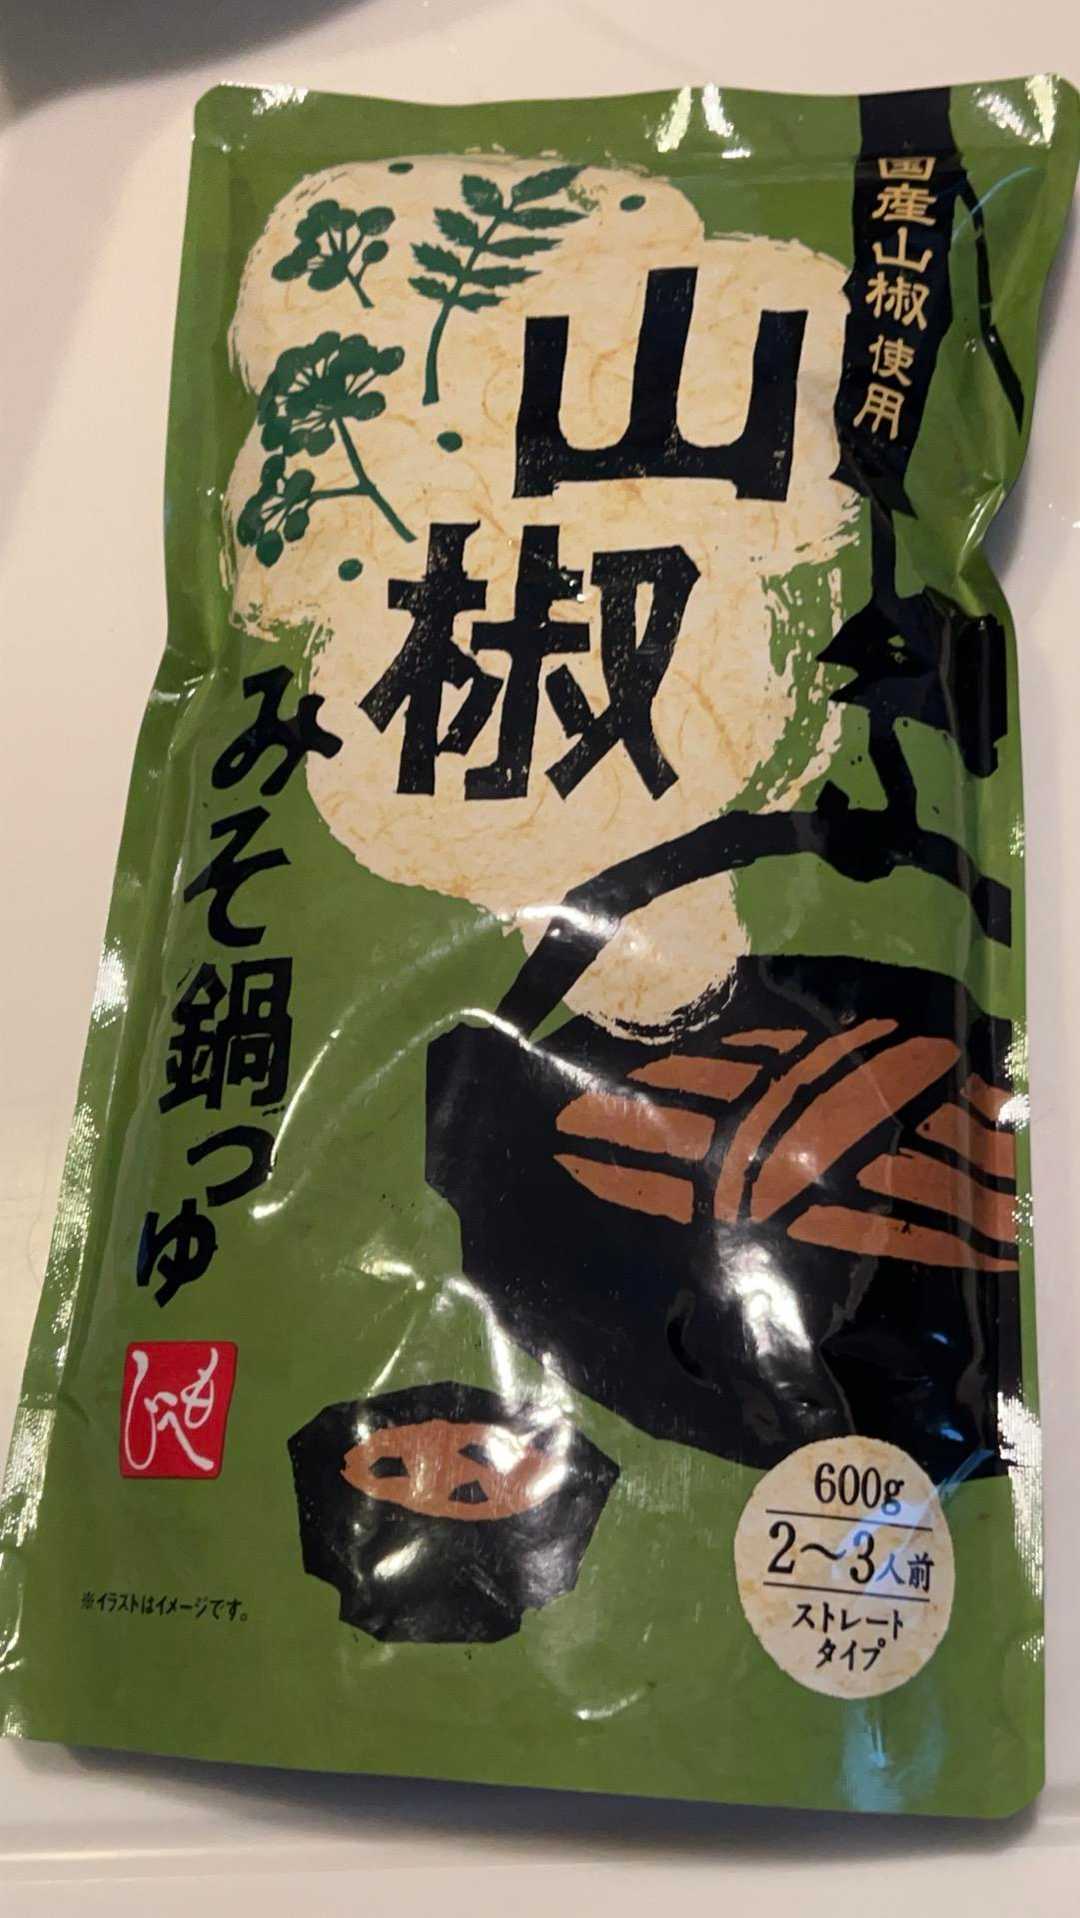 国産山椒使用
山椒
みそ鍋つゆ
もへじ
600g
2～3人前
ストレート
タイプ
※イラストはイメージです。